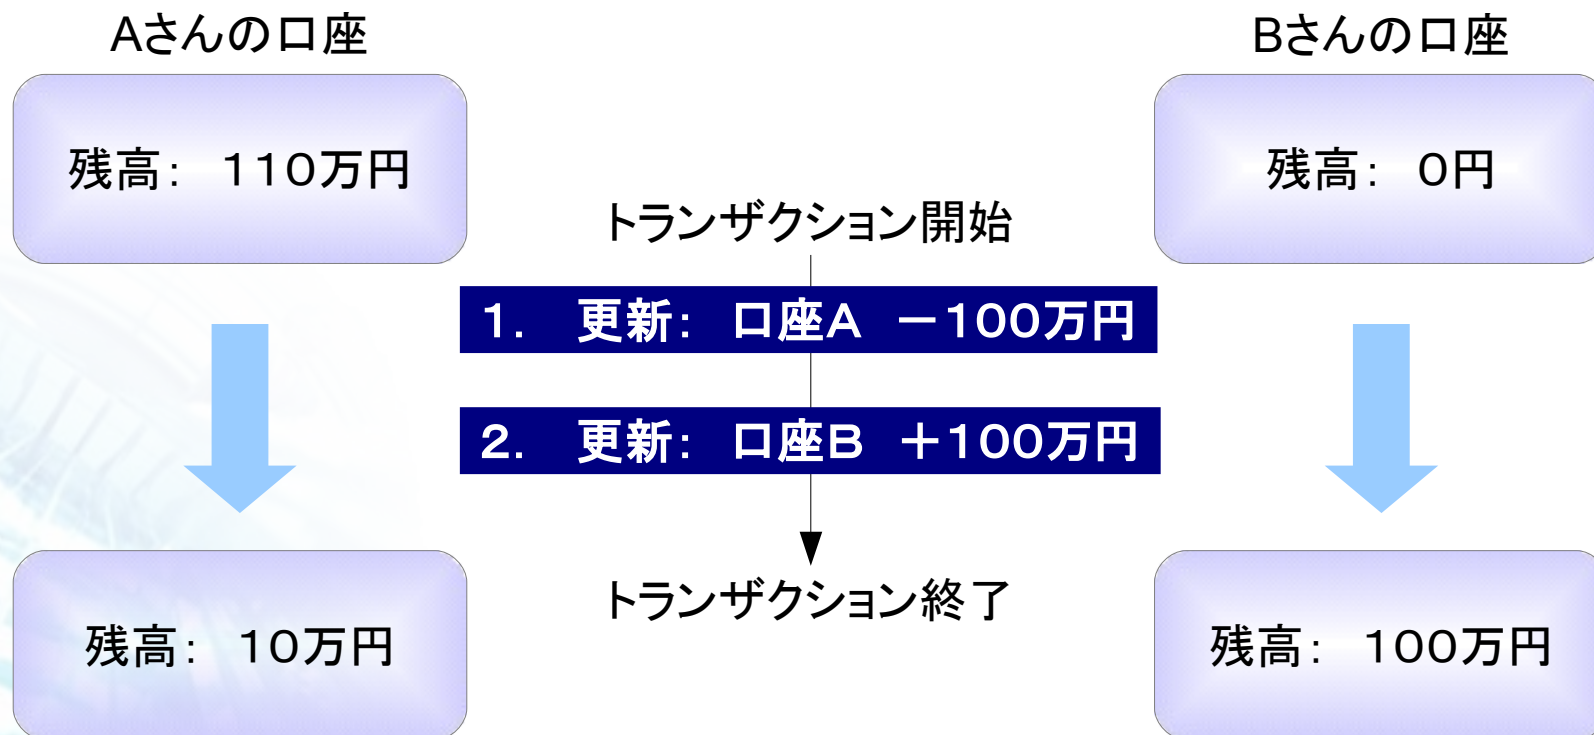 Aさんの口座
Bさんの口座
残高： 110万円
残高： 0円
トランザクション開始
1. 更新： 口座A －100万円
2. 更新： 口座B ＋100万円
トランザクション終了
残高： 10万円
残高： 100万円